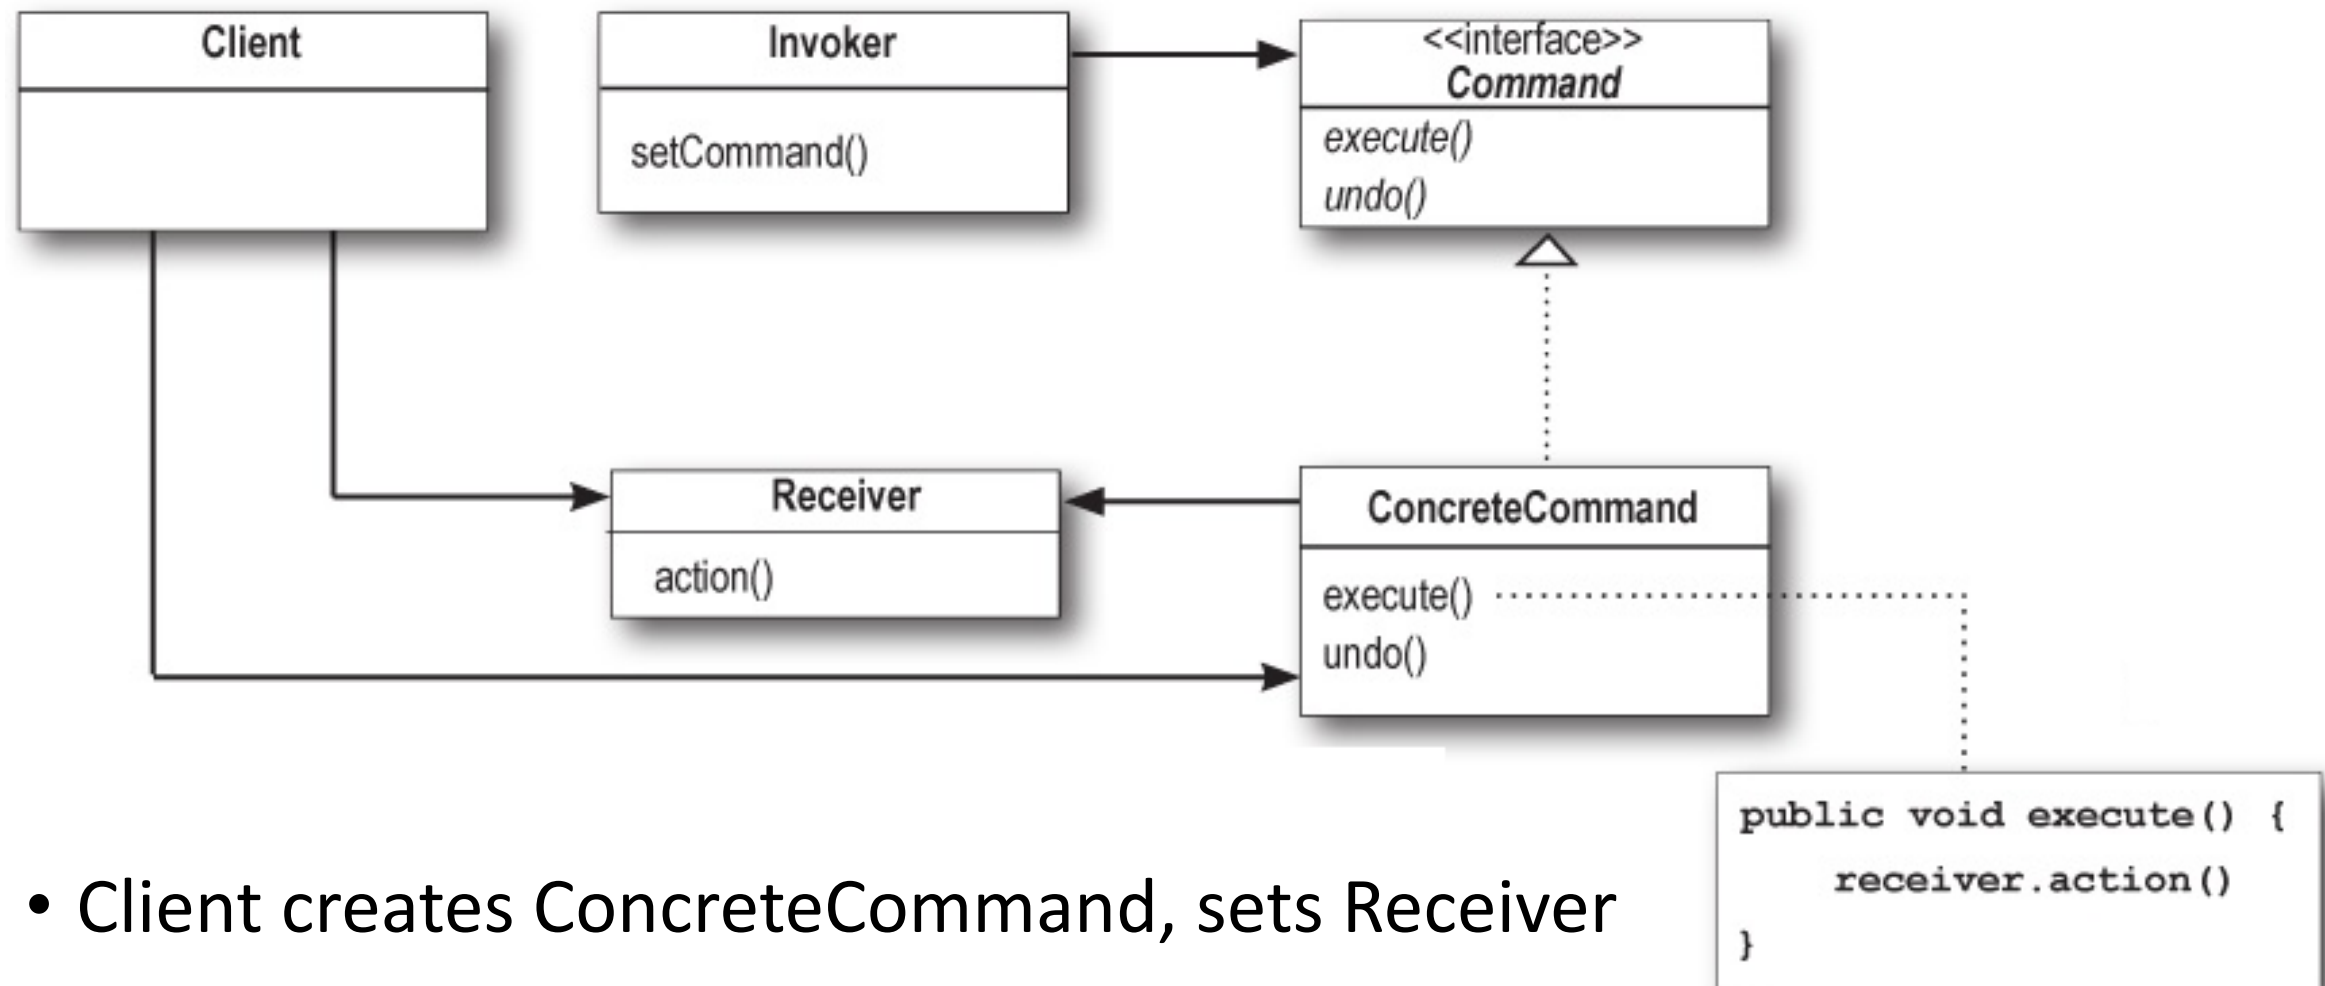 Client
Invoker
setCommand()
<<interface>>
Command
execute()
undo()
Receiver
action()
ConcreteCommand
execute()
undo()
public void execute() {
receiver.action()
}
• Client creates ConcreteCommand, sets Receiver